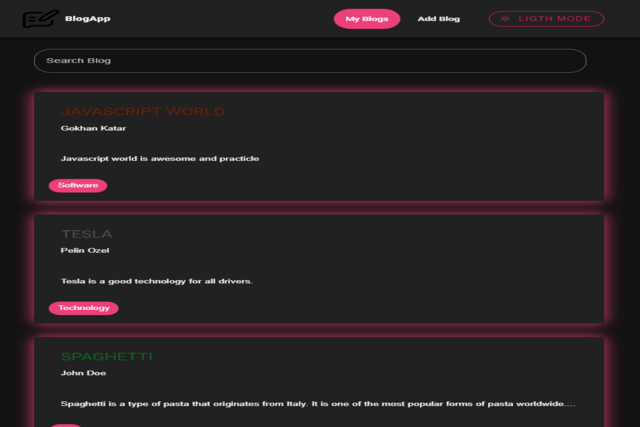 BlogApp
My Blogs
Add Blog
LIGTH MODE
Search Blog
JAVASCRIPT WORLD
Gokhan Katar
Javascript world is awesome and practicle
Software
TESLA
Pelin Ozel
Tesla is a good technology for all drivers.
Technology
SPAGHETTI
John Doe
Spaghetti is a type of pasta that originates from Italy. It is one of the most popular forms of pasta worldwide....